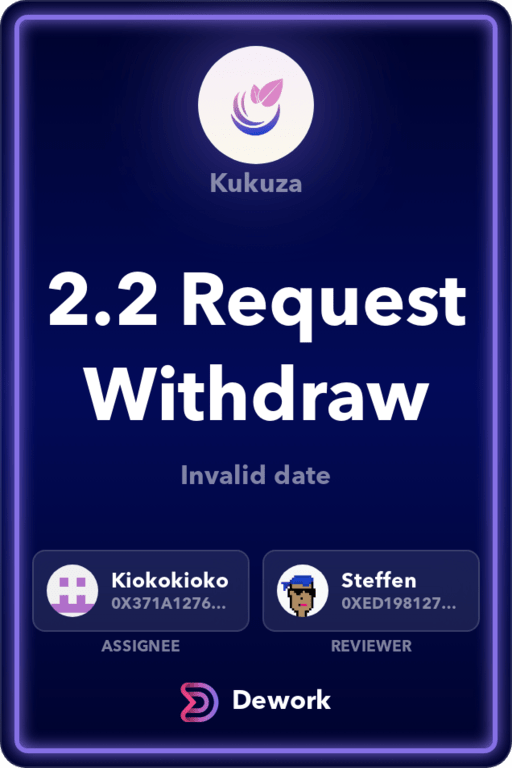 Kukuza
2.2 Request
Withdraw
Invalid date
Kiokokioko
0X371A1276...
ASSIGNEE
Steffen
0XED198127...
REVIEWER
Dework